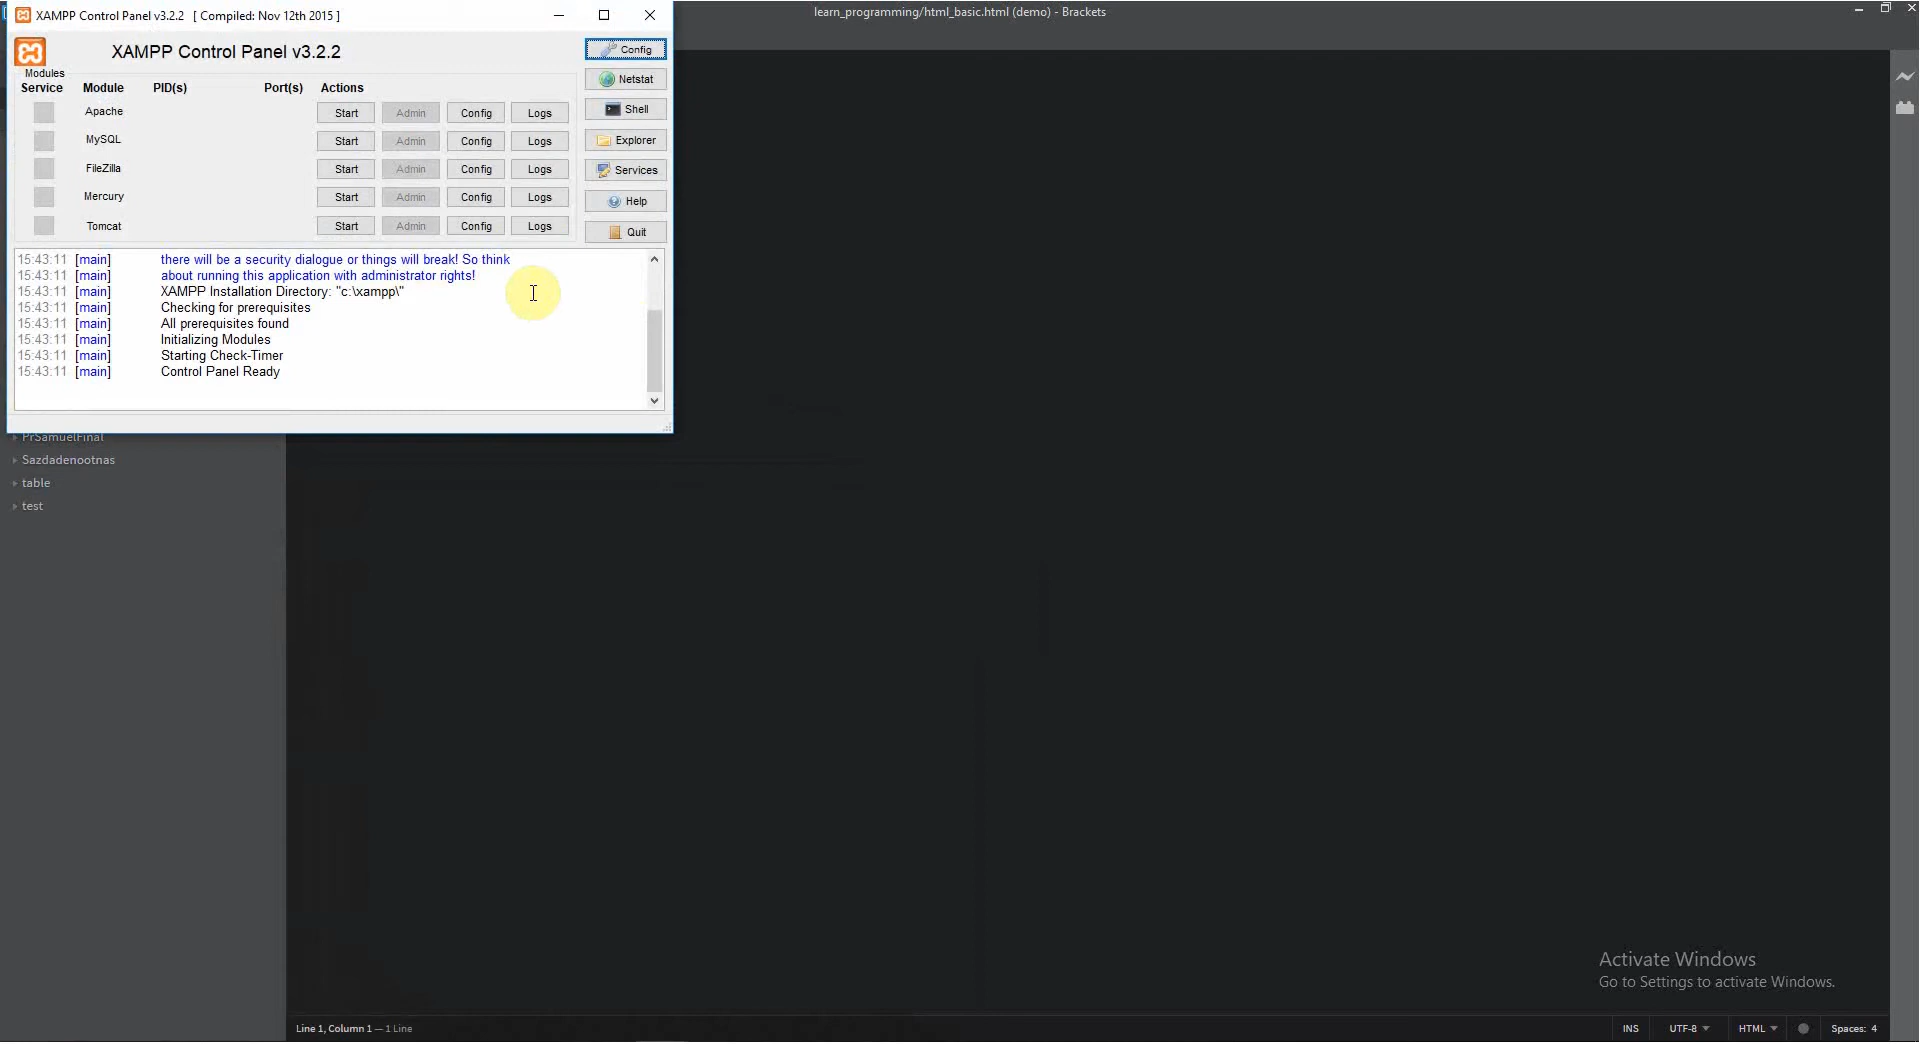 XAMPP Control Panel v3.2.2 [ Compiled: Nov 12th 2015 ]
learn_programming/html_basic.html (demo) - Brackets
XAMPP Control Panel v3.2.2
Config
Modules
Service Module PID(s) Port(s) Actions
Netstat
Apache Start Admin Config Logs
Shell
MySQL Start Admin Config Logs
Explorer
FileZilla Start Admin Config Logs
Services
Mercury Start Admin Config Logs
Help
Tomcat Start Admin Config Logs
Quit
15:43:11 [main] there will be a security dialogue or things will break! So think
15:43:11 [main] about running this application with administrator rights!
15:43:11 [main] XAMPP Installation Directory: "c:\xampp\"
15:43:11 [main] Checking for prerequisites
15:43:11 [main] All prerequisites found
15:43:11 [main] Initializing Modules
15:43:11 [main] Starting Check-Timer
15:43:11 [main] Control Panel Ready
PrSamuelFinal
Sazdadenootnas
table
test
Activate Windows
Go to Settings to activate Windows.
Line 1, Column 1 — 1 Line
INS UTF-8 HTML Spaces: 4